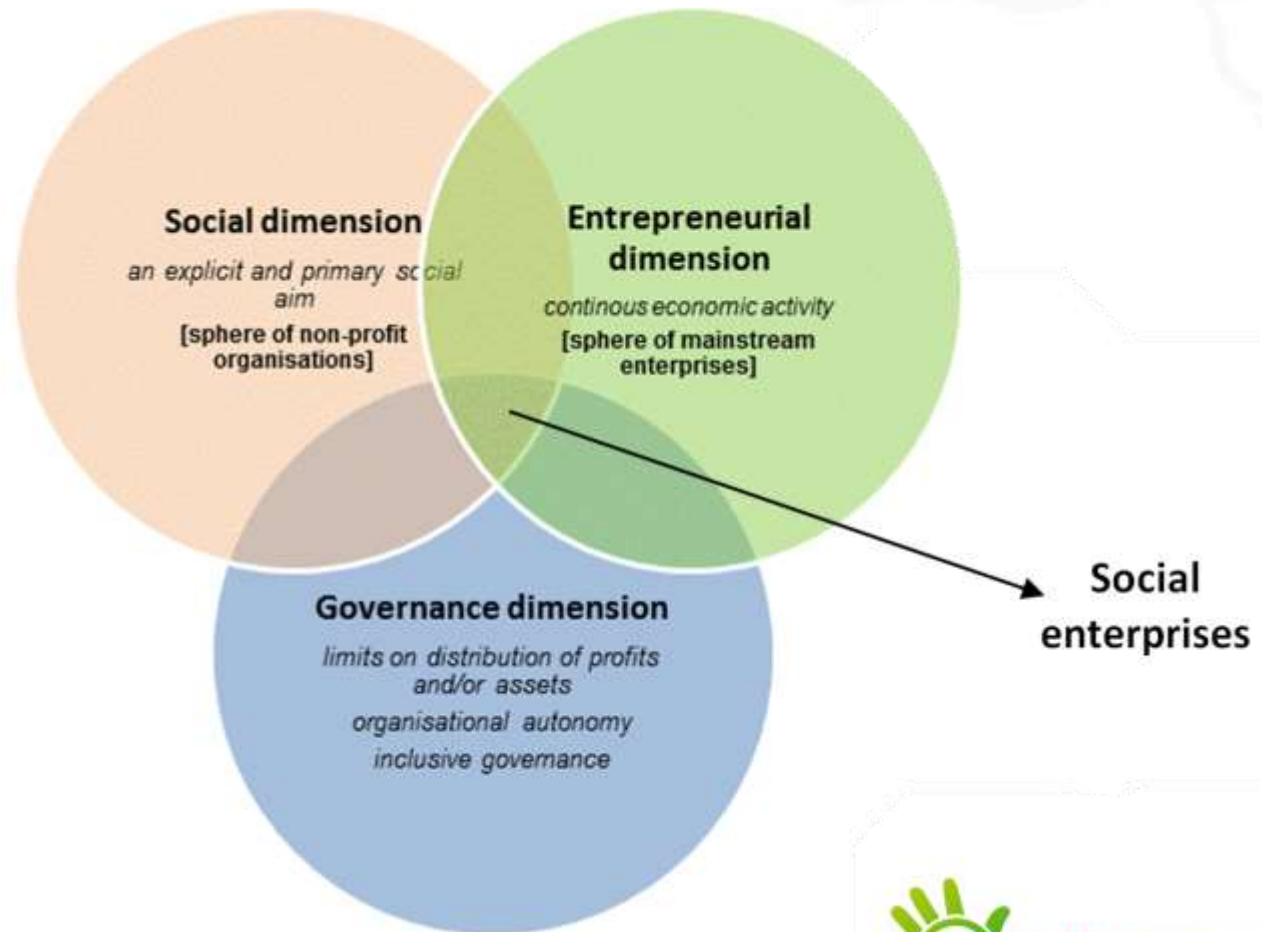 Social dimension
an explicit and primary social
aim
[sphere of non-profit
organisations]
Entrepreneurial
dimension
continous economic activity
[sphere of mainstream
enterprises]
Governance dimension
limits on distribution of profits
and/or assets
organisational autonomy
inclusive governance
Social
enterprises